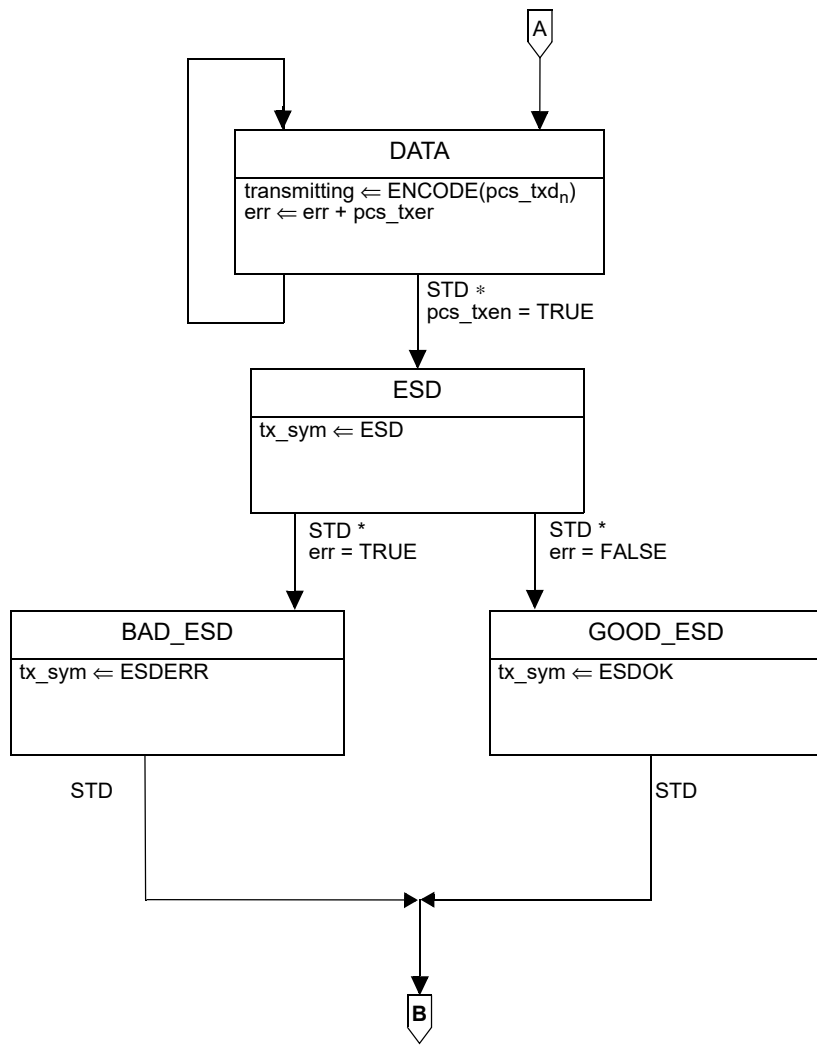 A
DATA
transmitting ⇐ ENCODE(pcs_txdₙ)
err ⇐ err + pcs_txer
STD *
pcs_txen = TRUE
ESD
tx_sym ⇐ ESD
STD *
err = TRUE
STD *
err = FALSE
BAD_ESD
tx_sym ⇐ ESDERR
GOOD_ESD
tx_sym ⇐ ESDOK
STD
STD
B